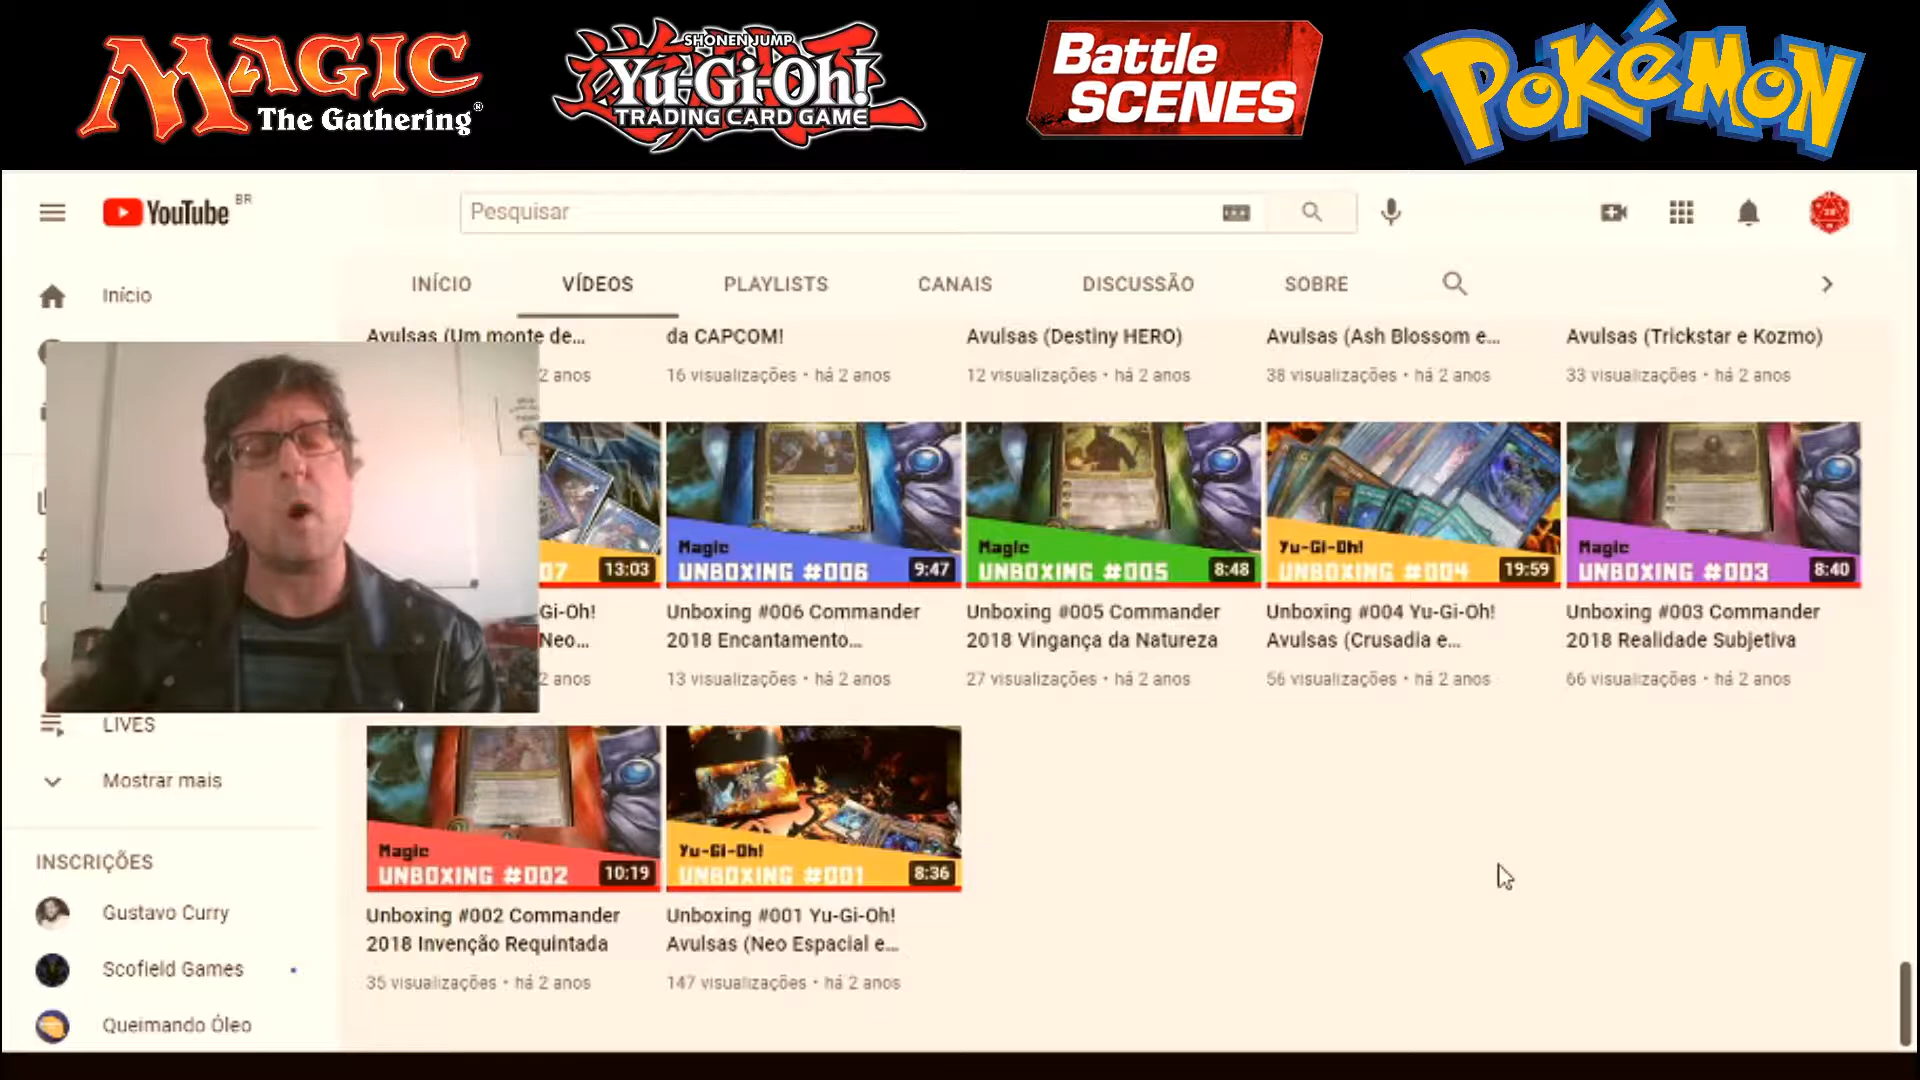 MAGIC
The Gathering®
SHONEN JUMP
Yu-Gi-Oh!
TRADING CARD GAME
Battle
SCENES
POKéMON
YouTube BR
Pesquisar
INÍCIO VÍDEOS PLAYLISTS CANAIS DISCUSSÃO SOBRE
Início
Avulsas (Um monte de...
2 anos
da CAPCOM!
16 visualizações • há 2 anos
Avulsas (Destiny HERO)
12 visualizações • há 2 anos
Avulsas (Ash Blossom e...
38 visualizações • há 2 anos
Avulsas (Trickstar e Kozmo)
33 visualizações • há 2 anos
07 13:03
Gi-Oh!
Neo...
2 anos
Magic
UNBOXING #006 9:47
Unboxing #006 Commander
2018 Encantamento...
13 visualizações • há 2 anos
Magic
UNBOXING #005 8:48
Unboxing #005 Commander
2018 Vingança da Natureza
27 visualizações • há 2 anos
Yu-Gi-Oh!
UNBOXING #004 19:59
Unboxing #004 Yu-Gi-Oh!
Avulsas (Crusadia e...
56 visualizações • há 2 anos
Magic
UNBOXING #003 8:40
Unboxing #003 Commander
2018 Realidade Subjetiva
66 visualizações • há 2 anos
LIVES
Mostrar mais
INSCRIÇÕES
Gustavo Curry
Scofield Games
Queimando Óleo
Magic
UNBOXING #002 10:19
Unboxing #002 Commander
2018 Invenção Requintada
35 visualizações • há 2 anos
Yu-Gi-Oh!
UNBOXING #001 8:36
Unboxing #001 Yu-Gi-Oh!
Avulsas (Neo Espacial e...
147 visualizações • há 2 anos